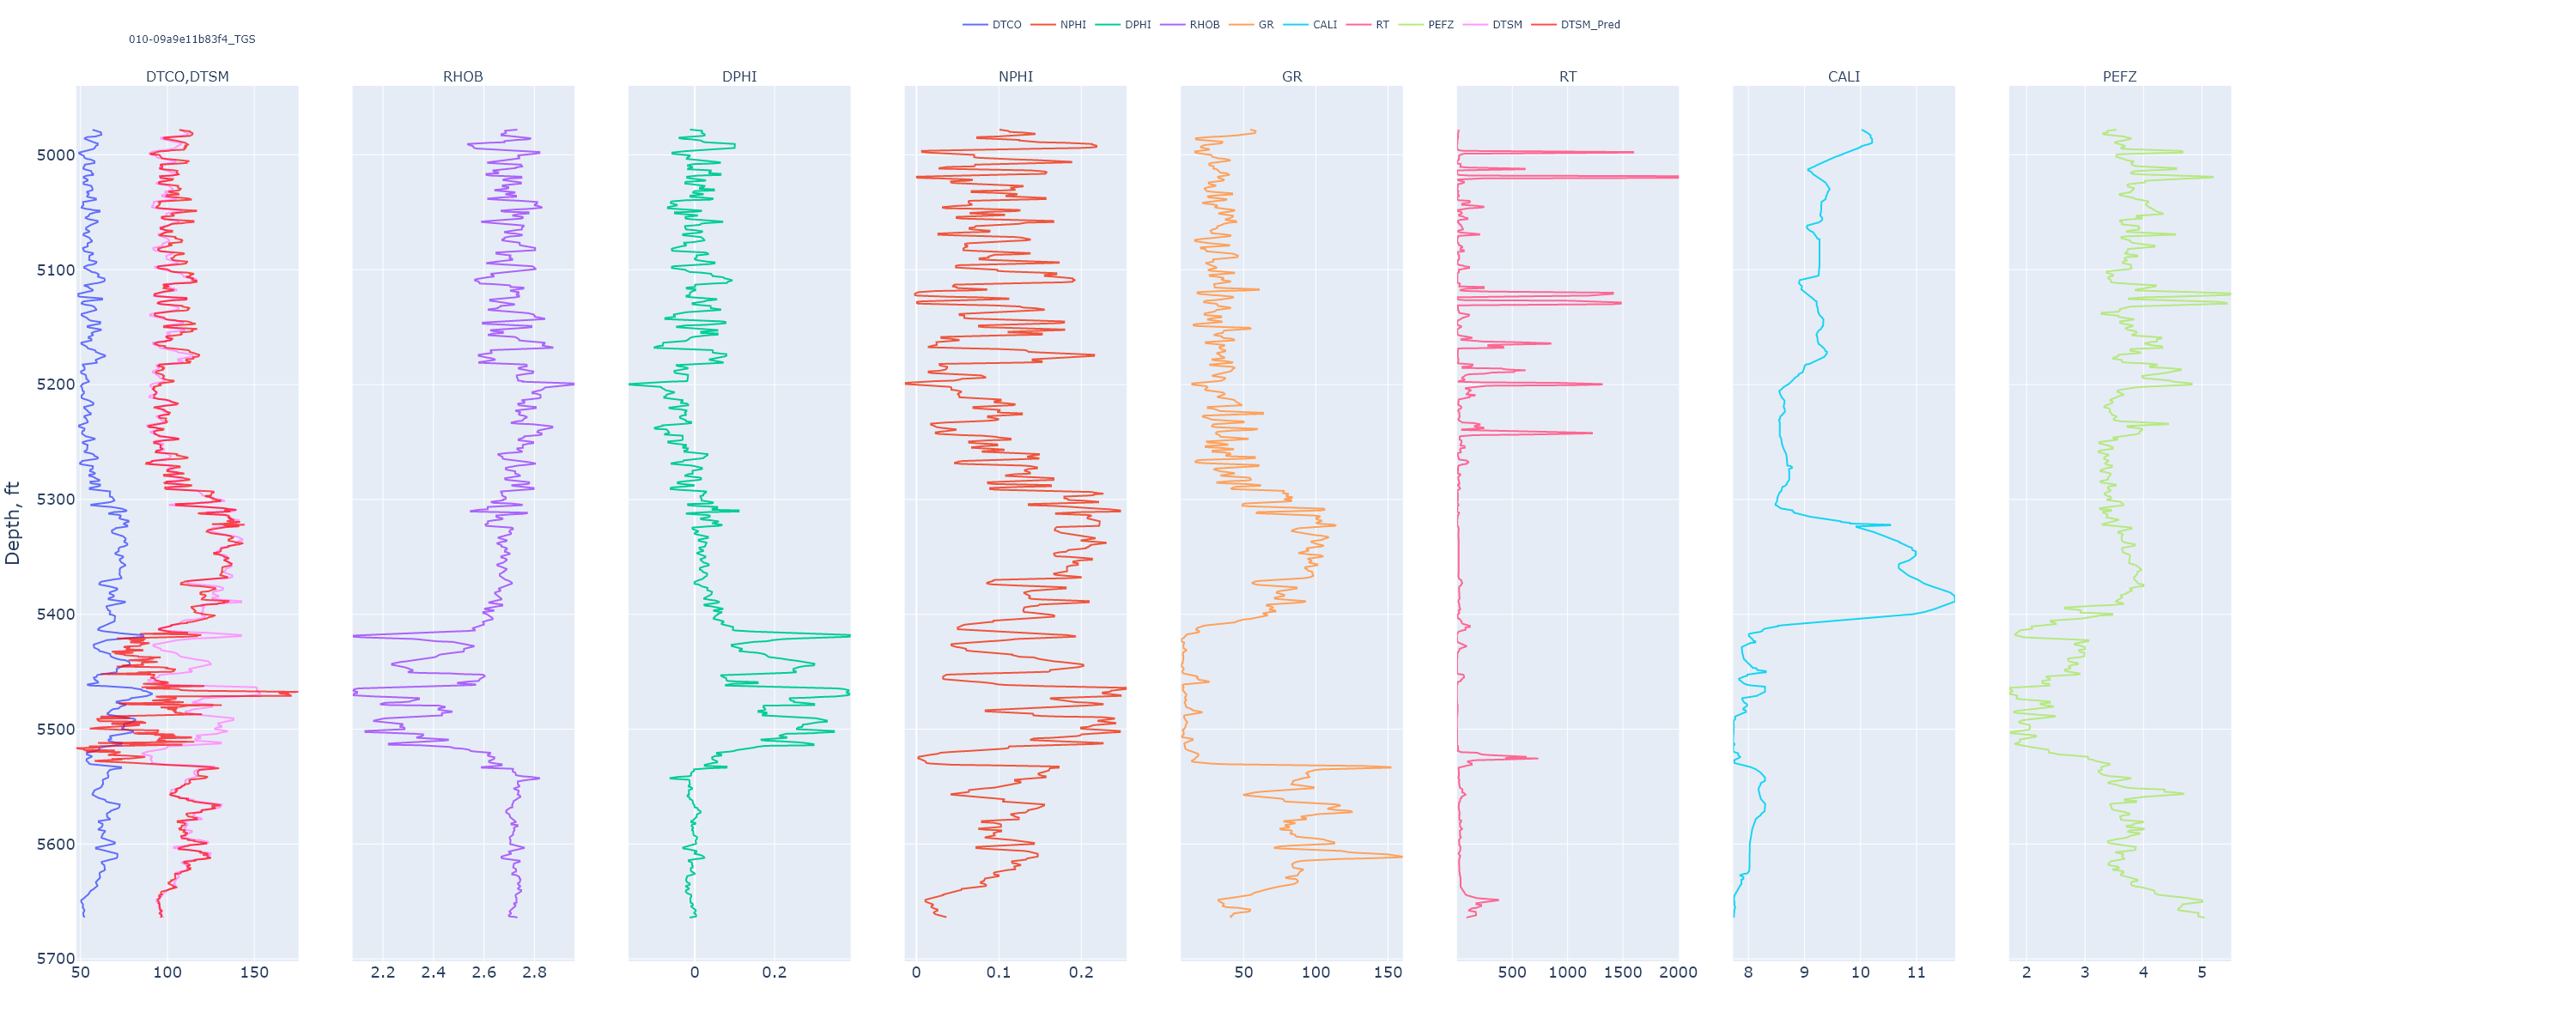 DTCO NPHI DPHI RHOB GR CALI RT PEFZ DTSM DTSM_Pred
010-09a9e11b83f4_TGS
DTCO,DTSM RHOB DPHI NPHI GR RT CALI PEFZ
Depth, ft
5000
5100
5200
5300
5400
5500
5600
5700
50 100 150 2.2 2.4 2.6 2.8 0 0.2 0 0.1 0.2 50 100 150 500 1000 1500 2000 8 9 10 11 2 3 4 5